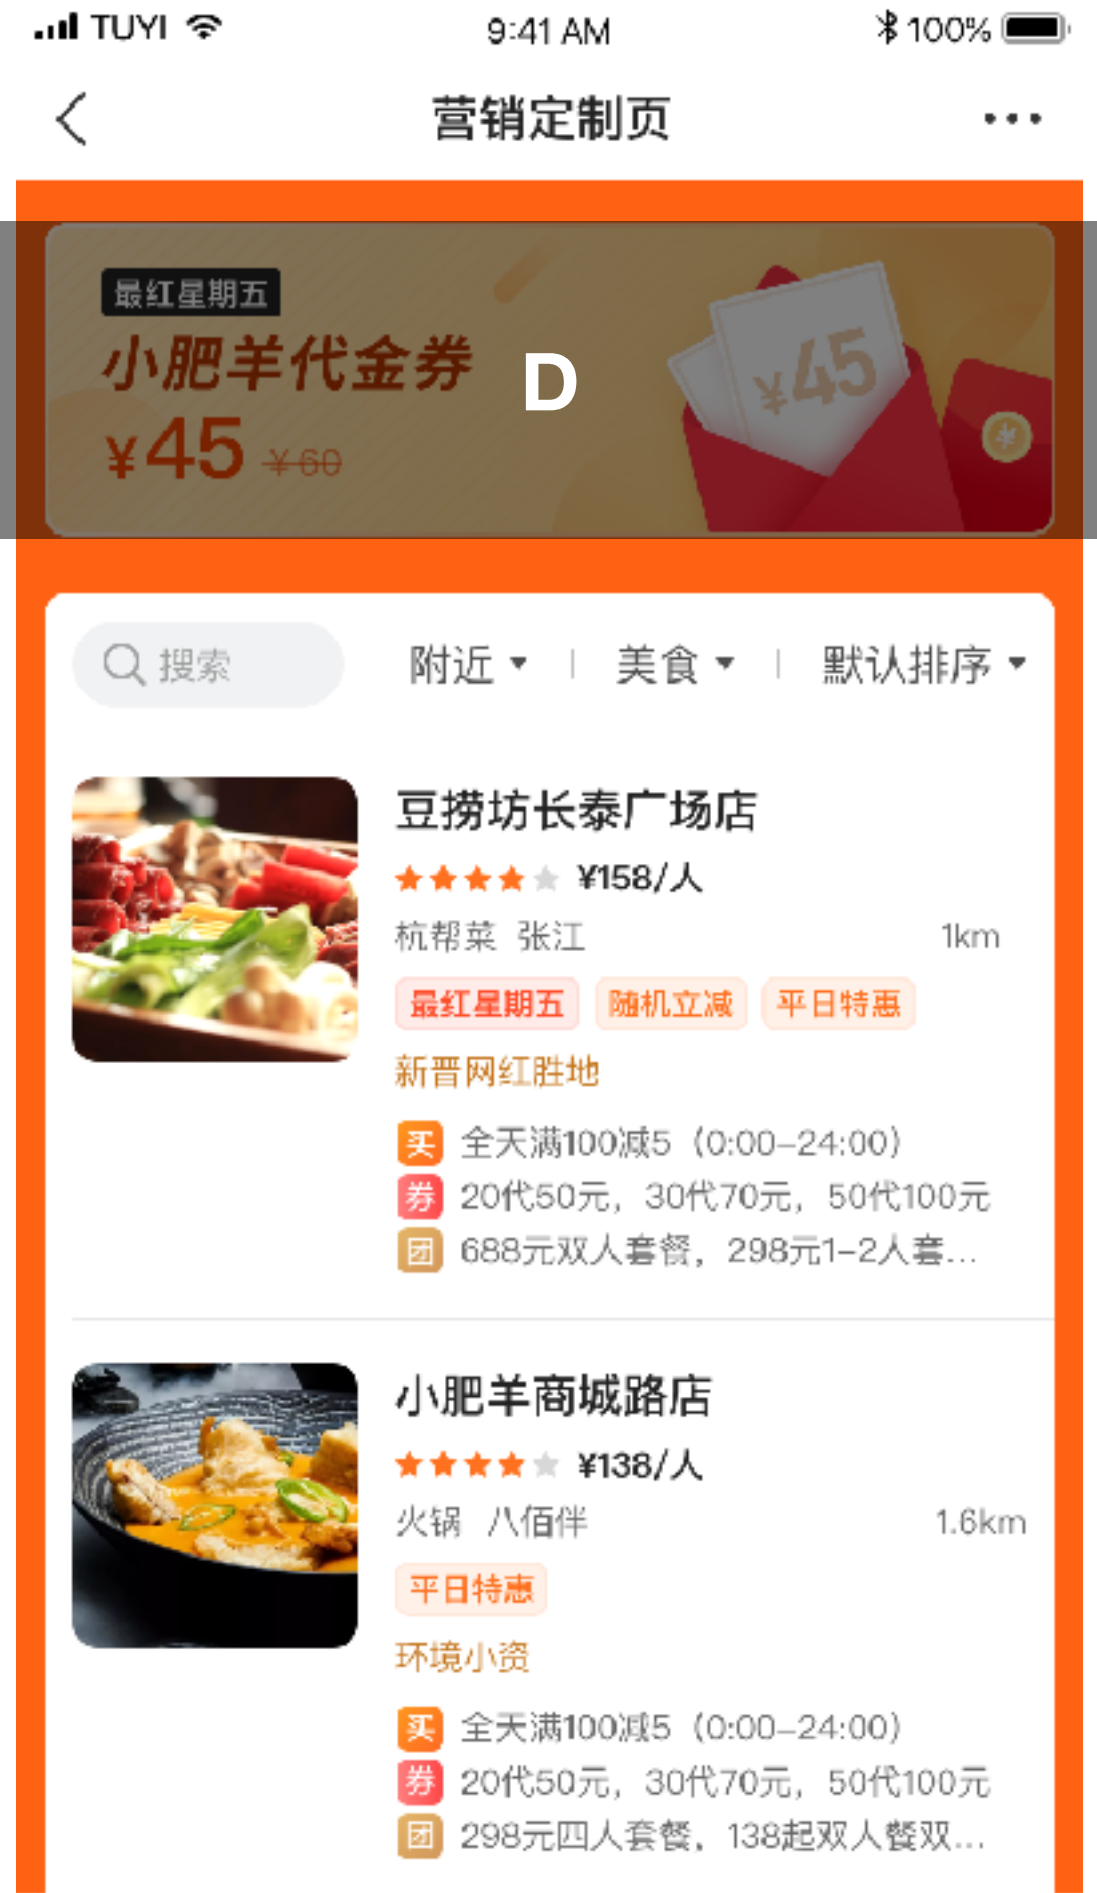 TUYI 9:41 AM 100%
营销定制页
最红星期五
小肥羊代金券
¥45 ¥60
¥45
D
搜索 附近 美食 默认排序
豆捞坊长泰广场店
¥158/人
杭帮菜 张江 1km
最红星期五 随机立减 平日特惠
新晋网红胜地
买 全天满100减5（0:00-24:00）
券 20代50元，30代70元，50代100元
团 688元双人套餐，298元1-2人套...
小肥羊商城路店
¥138/人
火锅 八佰伴 1.6km
平日特惠
环境小资
买 全天满100减5（0:00-24:00）
券 20代50元，30代70元，50代100元
团 298元四人套餐，138起双人餐双...